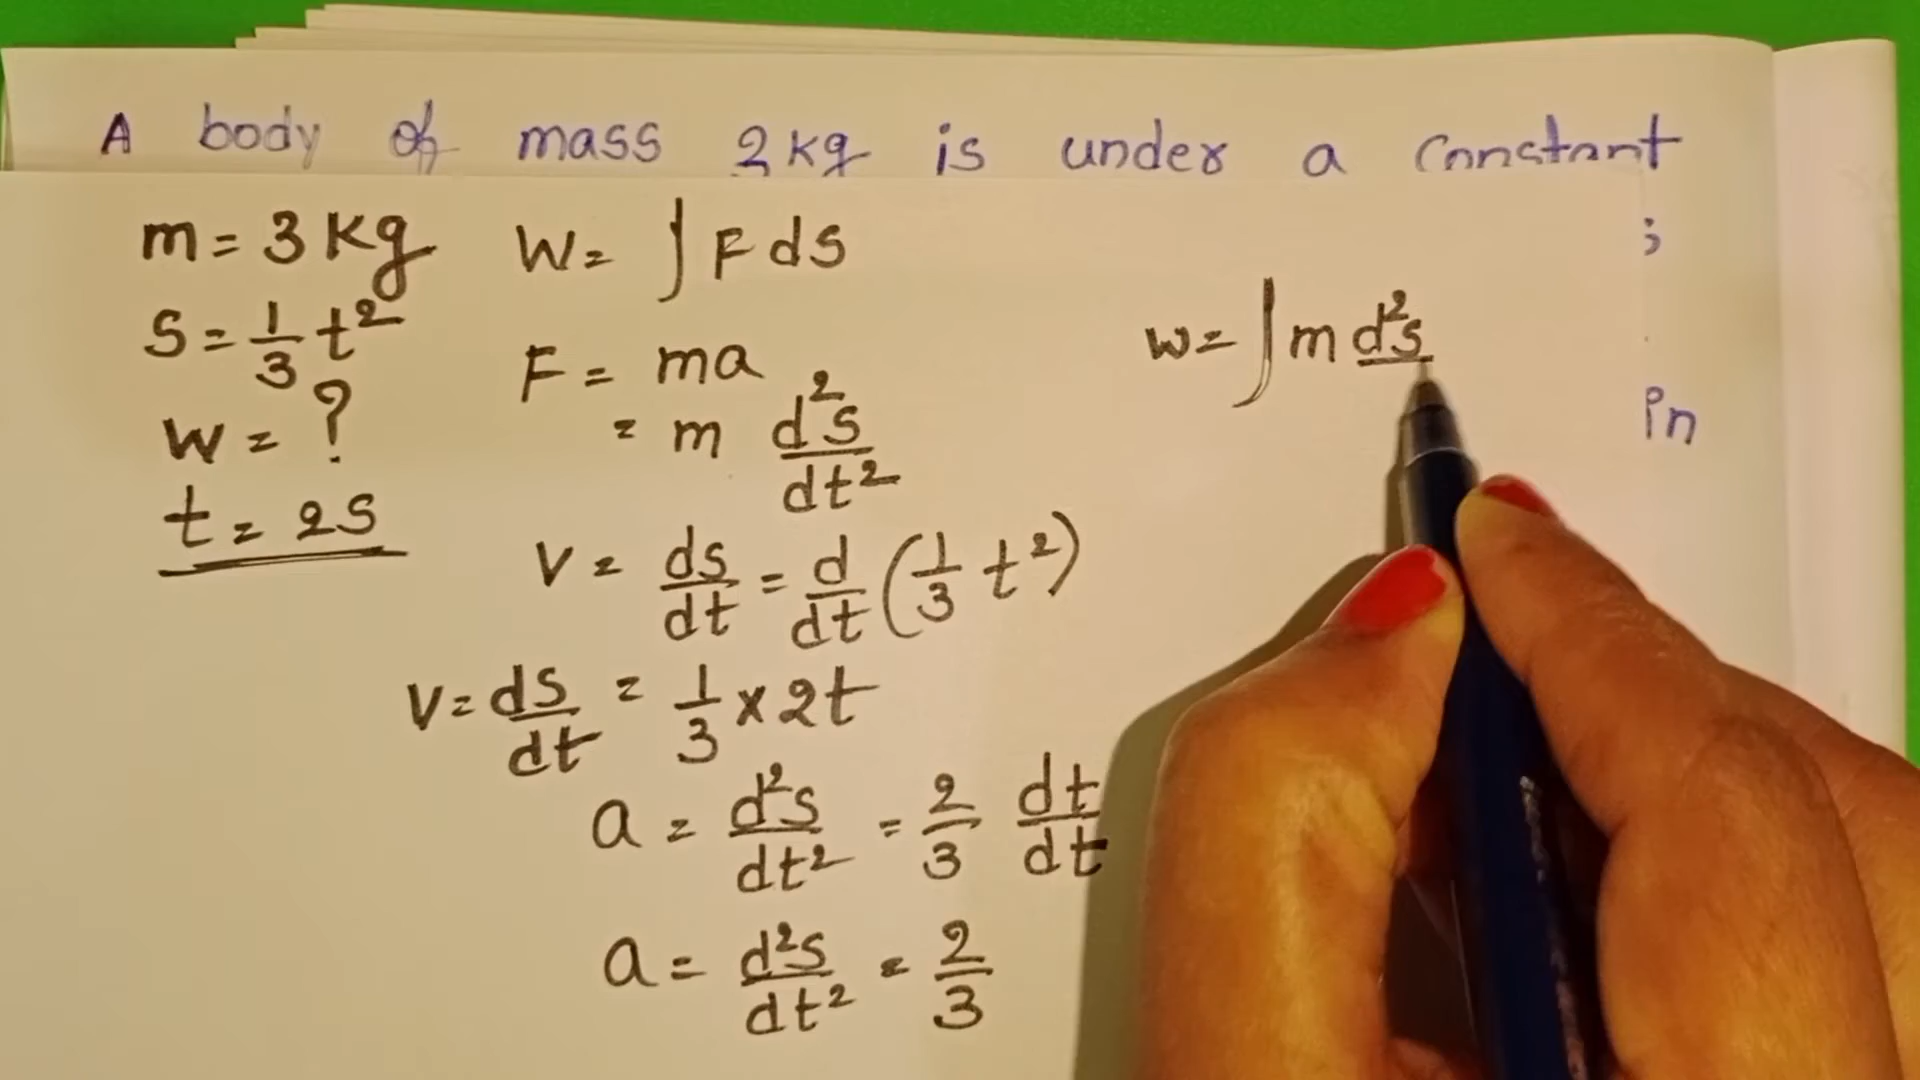 A body of mass 3kg is under a constant
;
in
m = 3 kg
S = 1/3 t²
W = ?
t = 2s
W = ∫ F ds
F = ma
= m d²s/dt²
V = ds/dt = d/dt (1/3 t²)
V = ds/dt = 1/3 × 2t
a = d²s/dt² = 2/3 dt/dt
a = d²s/dt² = 2/3
W = ∫ m d²s